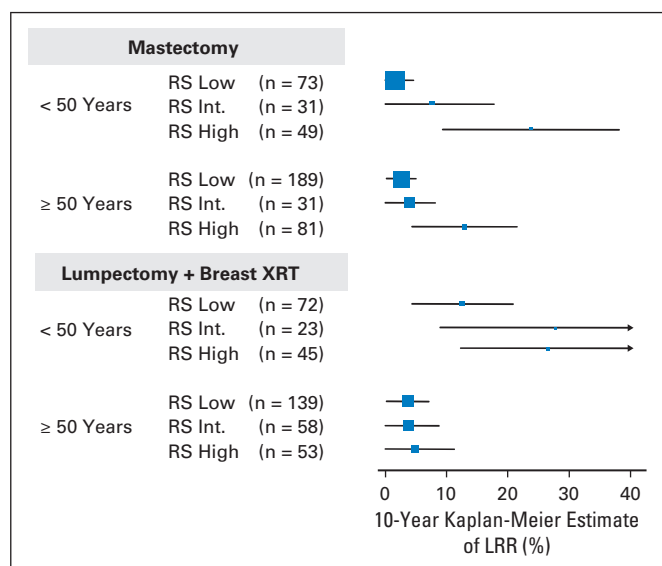 Mastectomy
RS Low (n = 73)
< 50 Years RS Int. (n = 31)
RS High (n = 49)
RS Low (n = 189)
≥ 50 Years RS Int. (n = 31)
RS High (n = 81)
Lumpectomy + Breast XRT
RS Low (n = 72)
< 50 Years RS Int. (n = 23)
RS High (n = 45)
RS Low (n = 139)
≥ 50 Years RS Int. (n = 58)
RS High (n = 53)
0 10 20 30 40
10-Year Kaplan-Meier Estimate
of LRR (%)